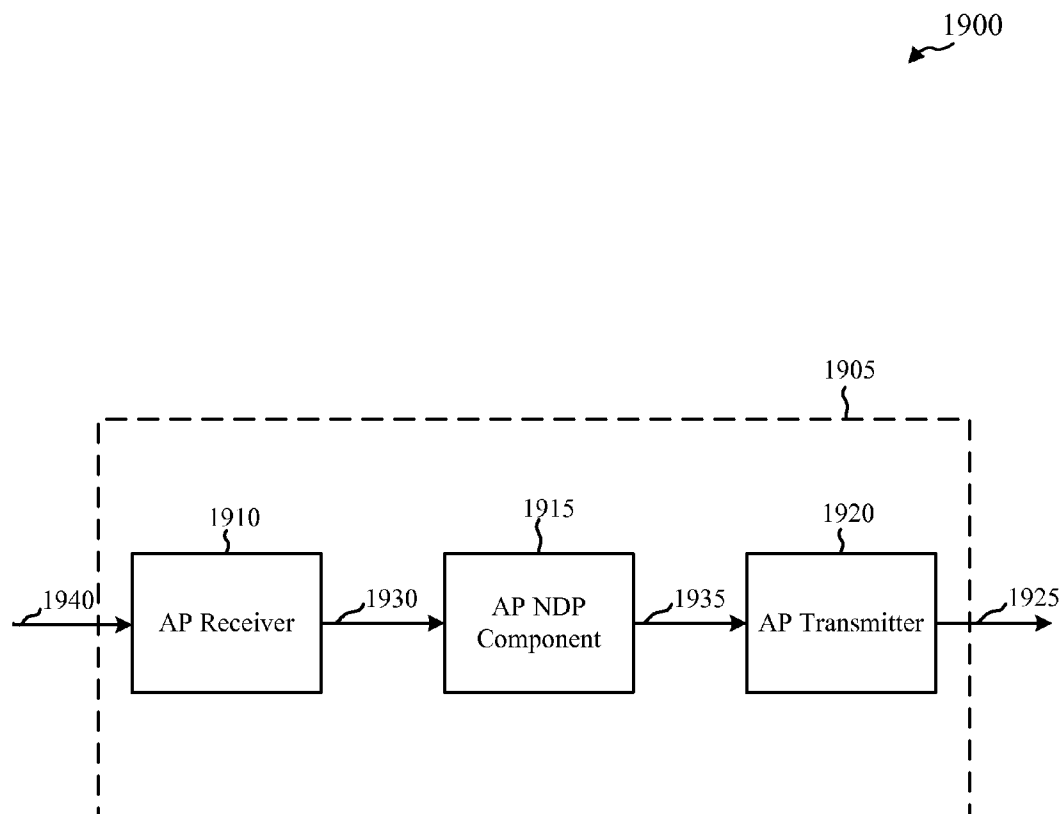 1900
1905
1910
1915
1920
1940
AP Receiver
1930
AP NDP
Component
1935
AP Transmitter
1925